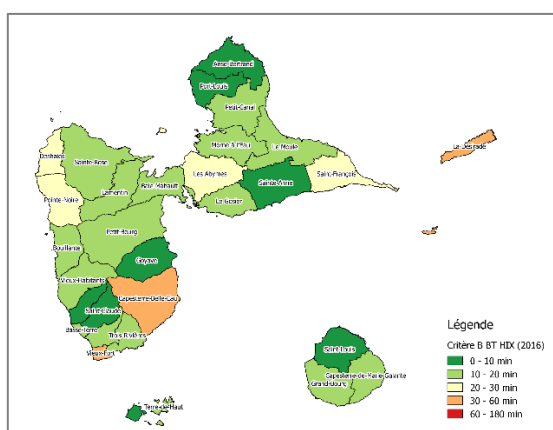 Anse-Bertrand
Port-Louis
Petit-Canal
Morne-à-l'Eau
Le Moule
La Désirade
Deshaies
Sainte-Rose
Lamentin
Baie-Mahault
Les Abymes
Sainte-Anne
Saint-François
Pointe-Noire
Le Gosier
Petit-Bourg
Bouillante
Goyave
Vieux-Habitants
Saint-Claude
Capesterre-Belle-Eau
Basse-Terre
Trois-Rivières
Vieux-Fort
Terre-de-Haut
Saint-Louis
Capesterre-de-Marie-Galante
Grand-Bourg
Légende
Critère B BT HIX (2016)
0 - 10 min
10 - 20 min
20 - 30 min
30 - 60 min
60 - 180 min